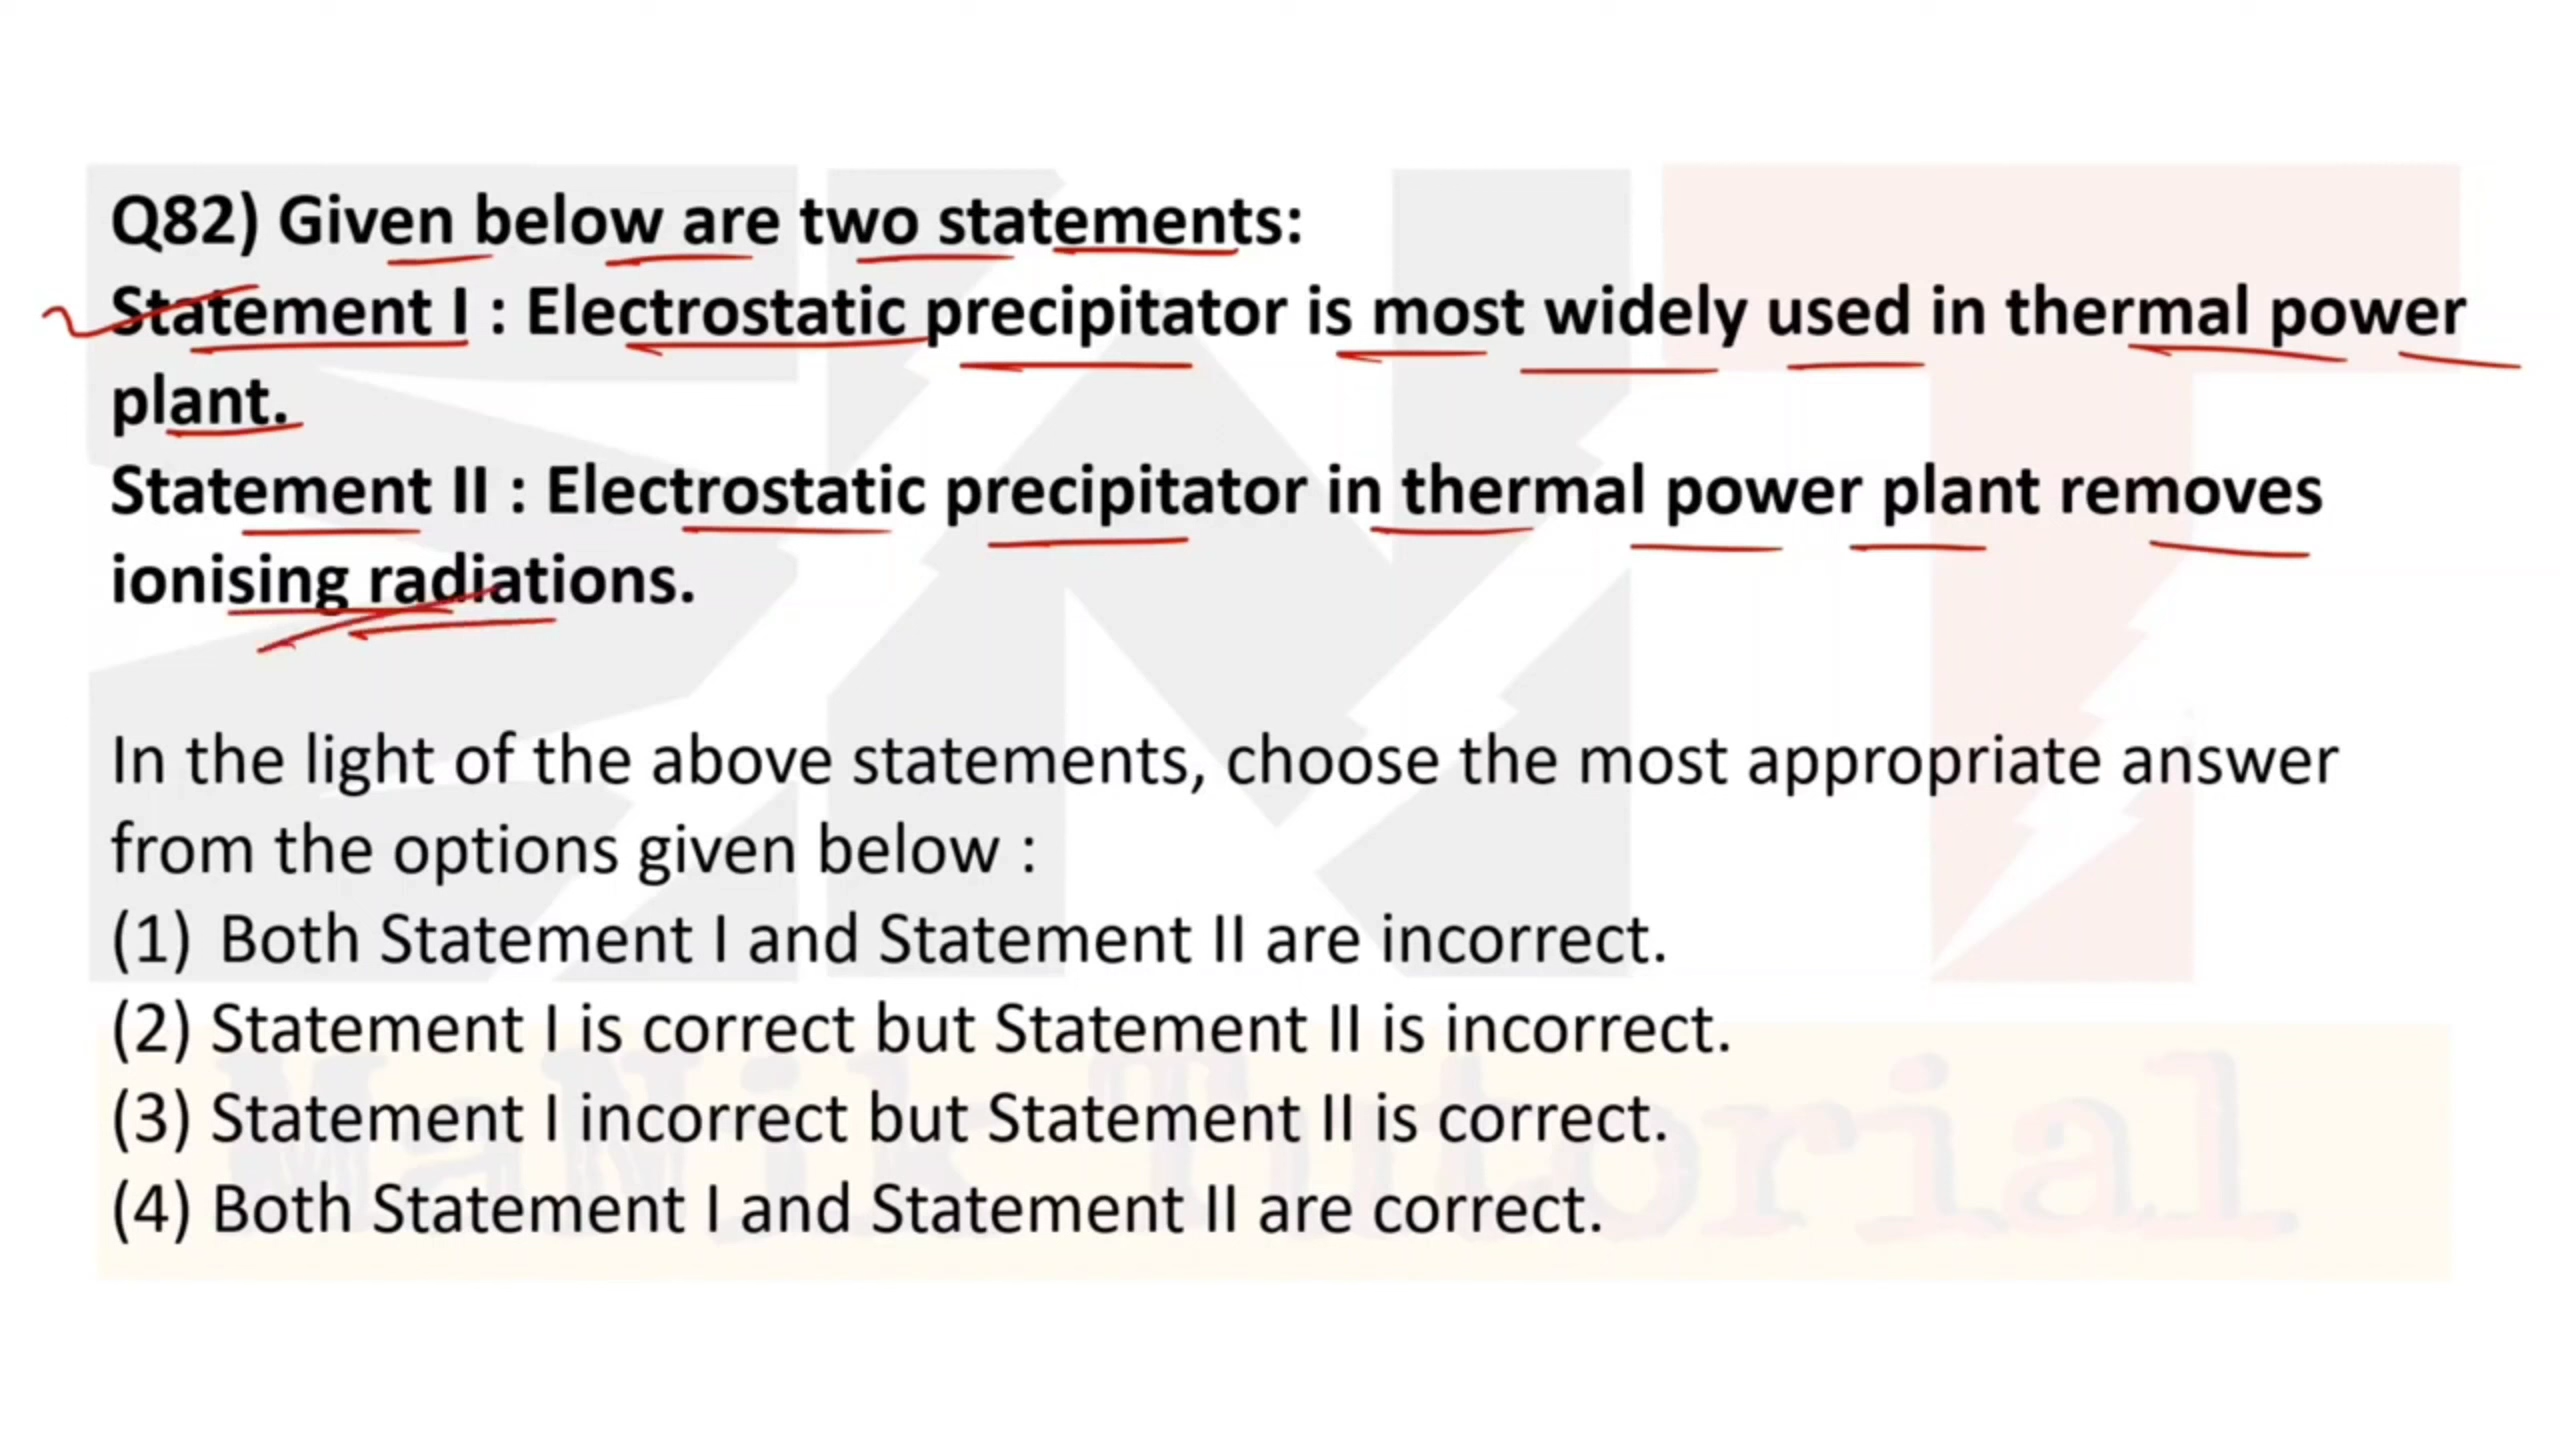 Q82) Given below are two statements:
Statement I : Electrostatic precipitator is most widely used in thermal power
plant.
Statement II : Electrostatic precipitator in thermal power plant removes
ionising radiations.
In the light of the above statements, choose the most appropriate answer
from the options given below :
(1) Both Statement I and Statement II are incorrect.
(2) Statement I is correct but Statement II is incorrect.
(3) Statement I incorrect but Statement II is correct.
(4) Both Statement I and Statement II are correct.
MaNik Tutorial